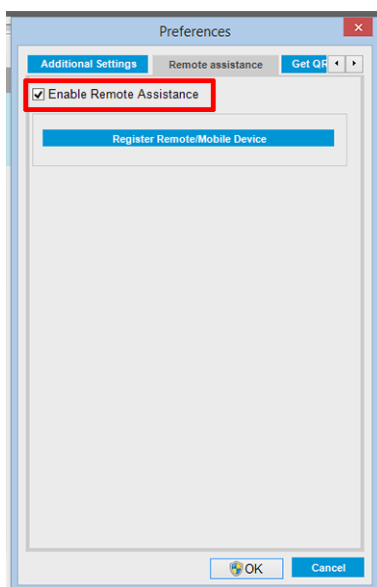 Preferences
Additional Settings Remote assistance Get QR
Enable Remote Assistance
Register Remote/Mobile Device
OK Cancel